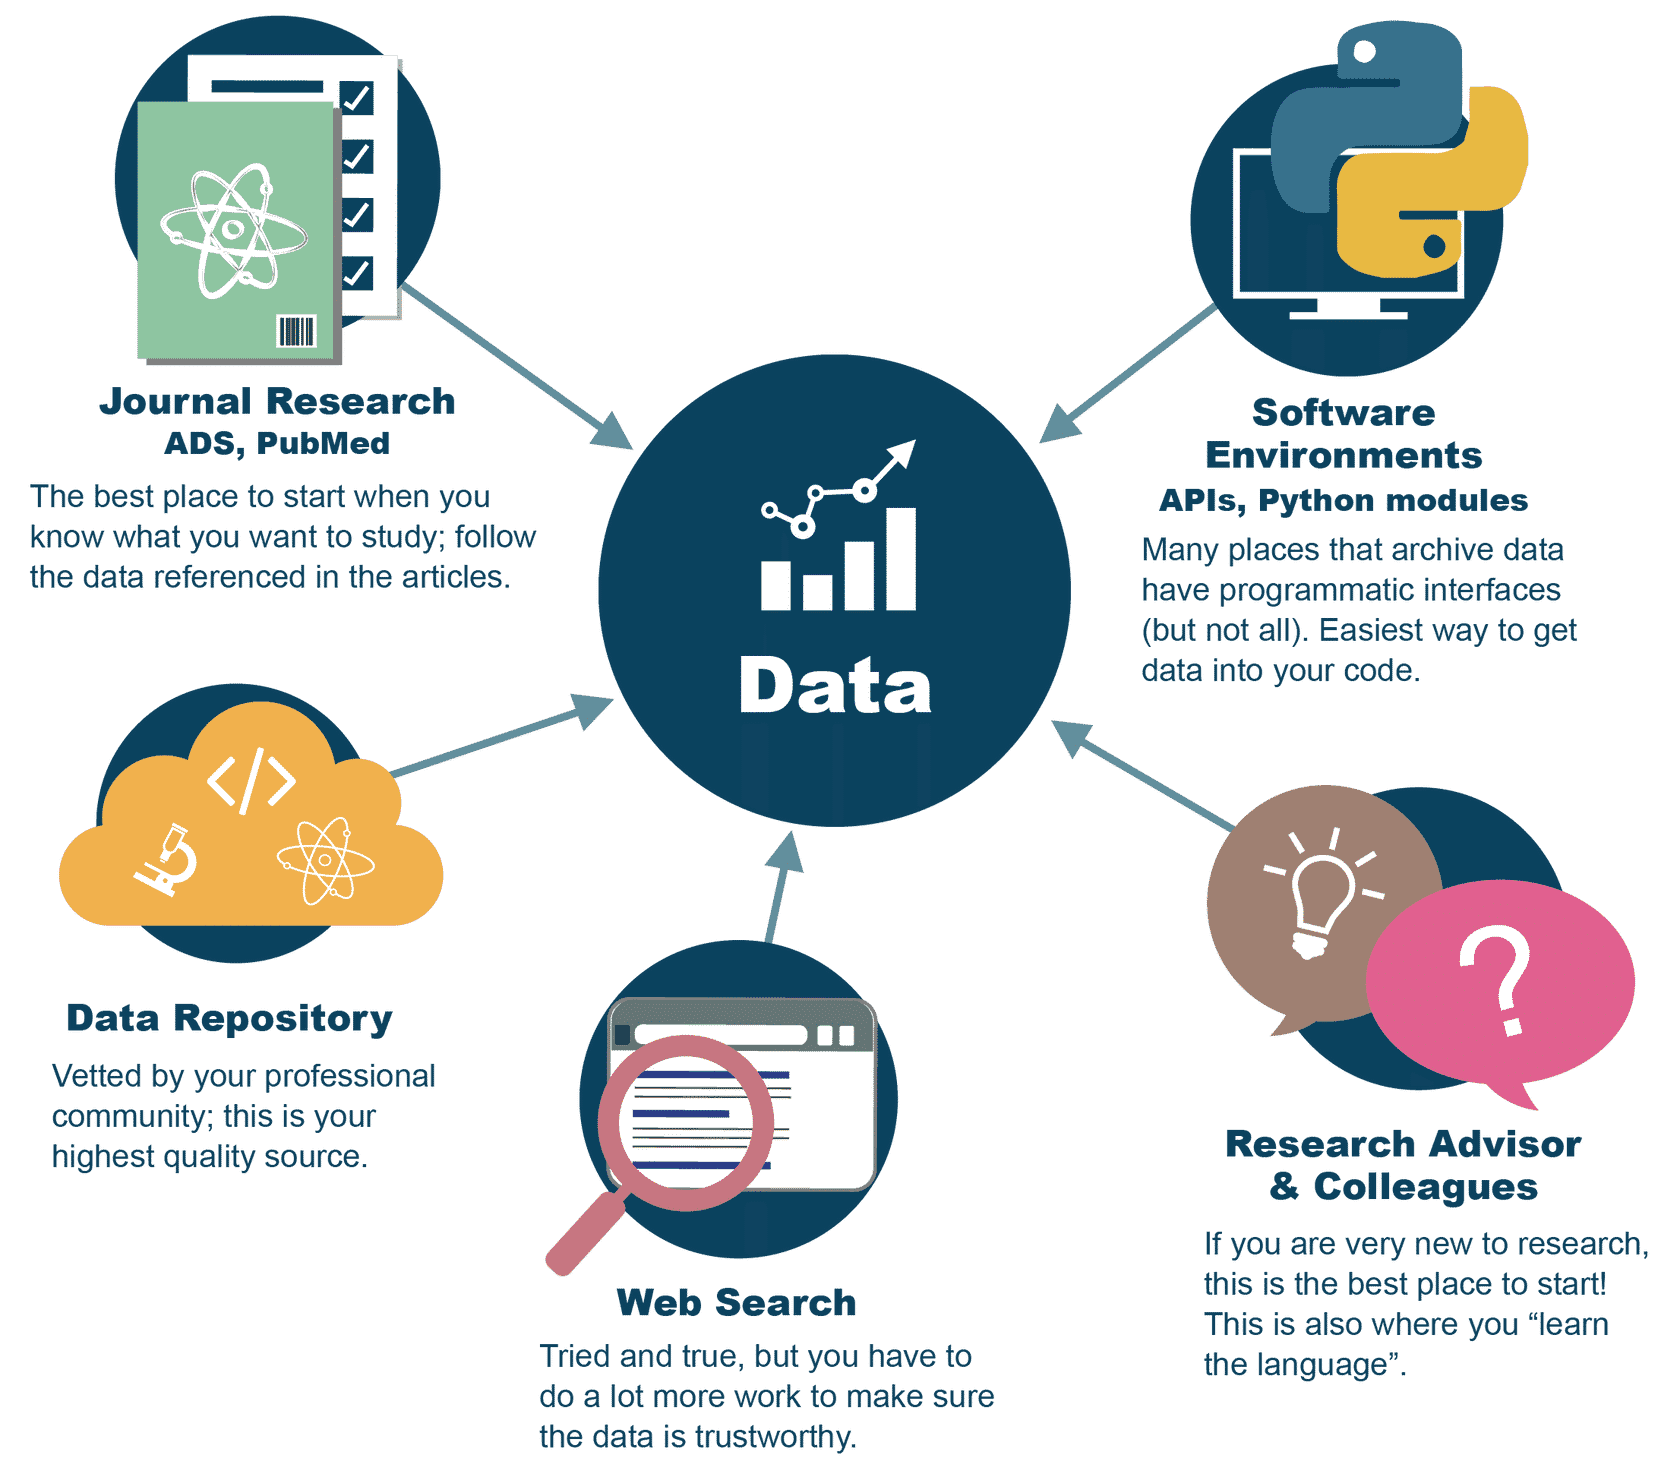 Journal Research
ADS, PubMed
The best place to start when you
know what you want to study; follow
the data referenced in the articles.
Software
Environments
APIs, Python modules
Many places that archive data
have programmatic interfaces
(but not all). Easiest way to get
data into your code.
Data
</>
Data Repository
Vetted by your professional
community; this is your
highest quality source.
?
Research Advisor
& Colleagues
If you are very new to research,
this is the best place to start!
This is also where you “learn
the language”.
Web Search
Tried and true, but you have to
do a lot more work to make sure
the data is trustworthy.